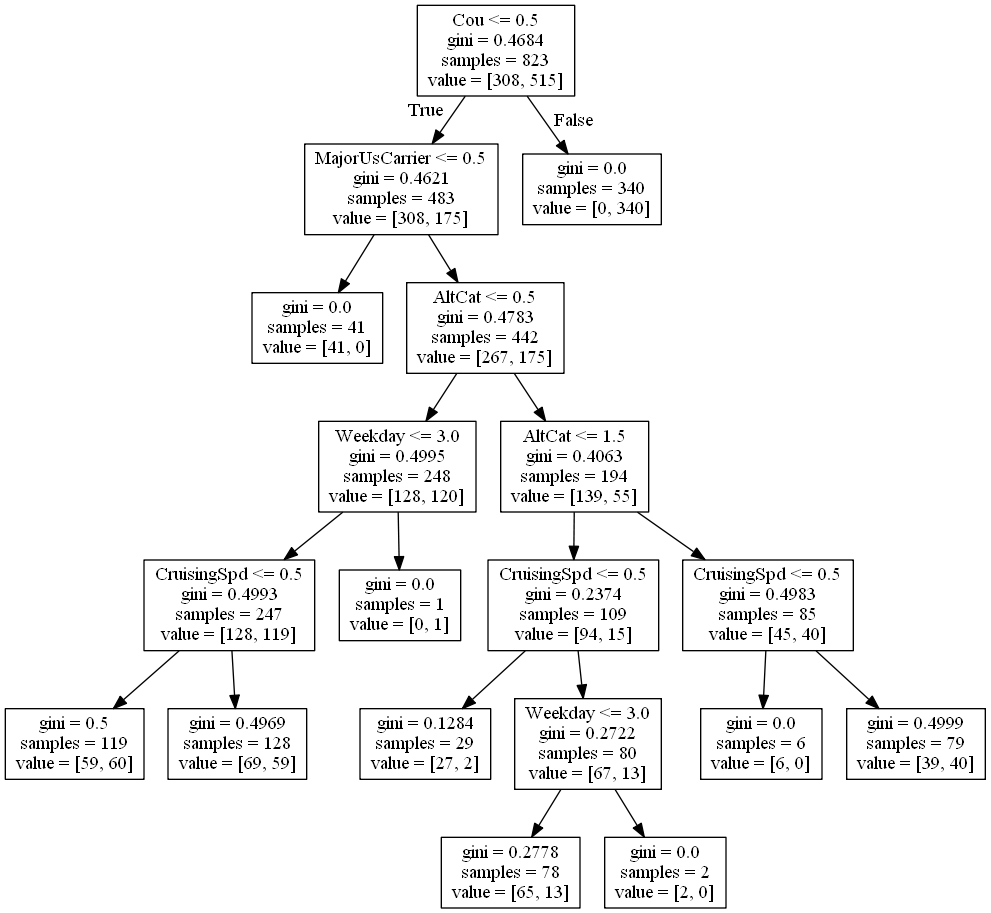 Cou <= 0.5
gini = 0.4684
samples = 823
value = [308, 515]
True
False
MajorUsCarrier <= 0.5
gini = 0.4621
samples = 483
value = [308, 175]
gini = 0.0
samples = 340
value = [0, 340]
gini = 0.0
samples = 41
value = [41, 0]
AltCat <= 0.5
gini = 0.4783
samples = 442
value = [267, 175]
Weekday <= 3.0
gini = 0.4995
samples = 248
value = [128, 120]
AltCat <= 1.5
gini = 0.4063
samples = 194
value = [139, 55]
CruisingSpd <= 0.5
gini = 0.4993
samples = 247
value = [128, 119]
gini = 0.0
samples = 1
value = [0, 1]
CruisingSpd <= 0.5
gini = 0.2374
samples = 109
value = [94, 15]
CruisingSpd <= 0.5
gini = 0.4983
samples = 85
value = [45, 40]
gini = 0.5
samples = 119
value = [59, 60]
gini = 0.4969
samples = 128
value = [69, 59]
gini = 0.1284
samples = 29
value = [27, 2]
Weekday <= 3.0
gini = 0.2722
samples = 80
value = [67, 13]
gini = 0.0
samples = 6
value = [6, 0]
gini = 0.4999
samples = 79
value = [39, 40]
gini = 0.2778
samples = 78
value = [65, 13]
gini = 0.0
samples = 2
value = [2, 0]